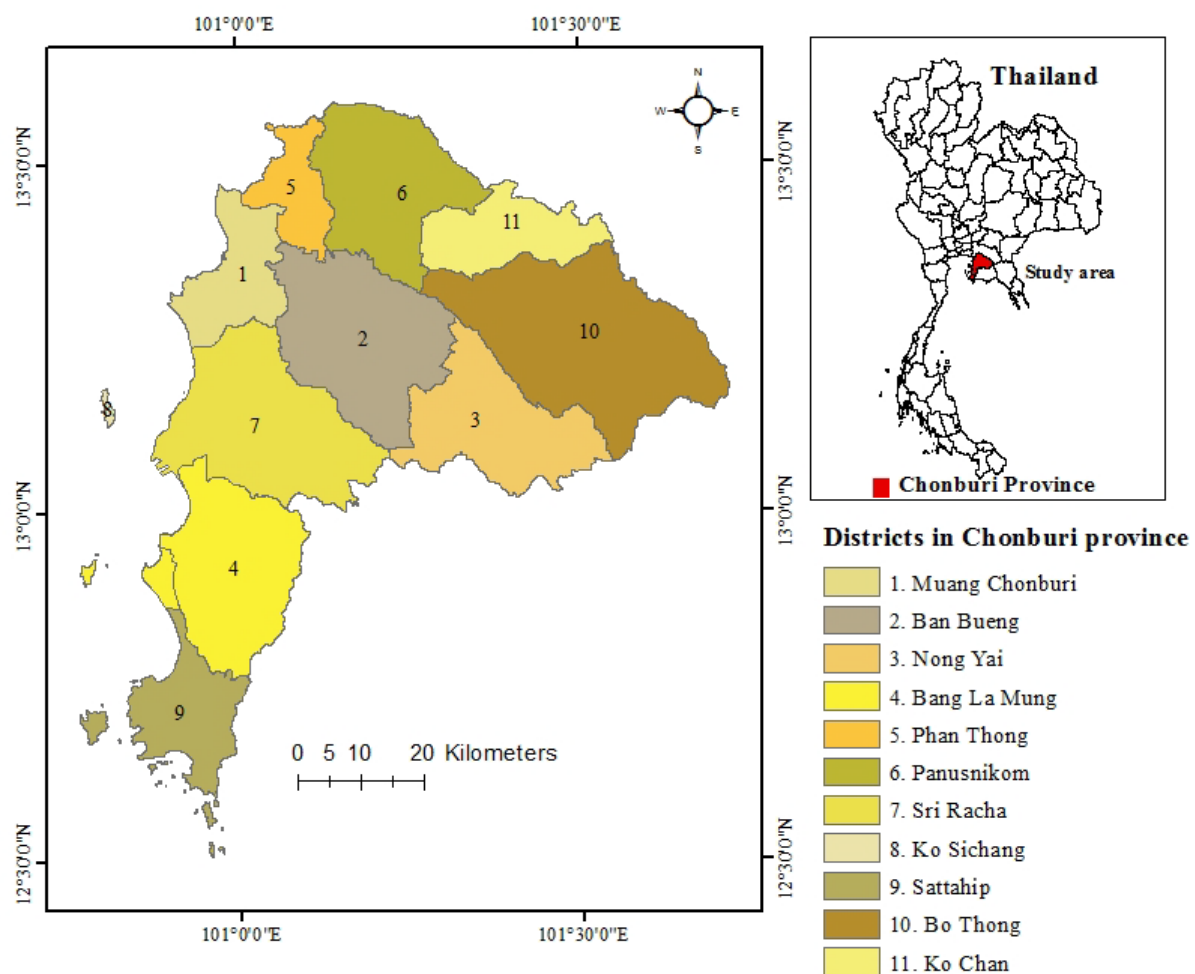 101°0'0"E
101°30'0"E
N
W
E
S
13°30'0"N
13°30'0"N
5
6
11
1
2
10
8
7
3
13°0'0"N
13°0'0"N
4
9
0 5 10 20 Kilometers
12°30'0"N
12°30'0"N
101°0'0"E
101°30'0"E
Thailand
Study area
Chonburi Province
Districts in Chonburi province
1. Muang Chonburi
2. Ban Bueng
3. Nong Yai
4. Bang La Mung
5. Phan Thong
6. Panusnikom
7. Sri Racha
8. Ko Sichang
9. Sattahip
10. Bo Thong
11. Ko Chan